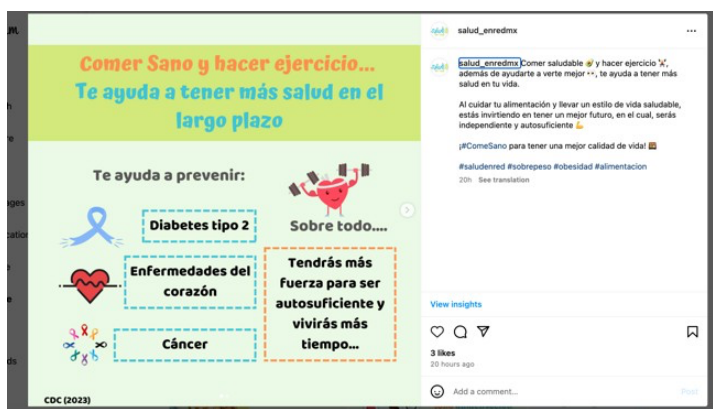 Comer Sano y hacer ejercicio...
Te ayuda a tener más salud en el
largo plazo
Te ayuda a prevenir:
Diabetes tipo 2
Enfermedades del
corazón
Cáncer
Sobre todo....
Tendrás más
fuerza para ser
autosuficiente y
vivirás más
tiempo...
CDC (2023)
salud_enredmx
salud_enredmx Comer saludable 🥑 y hacer ejercicio 🏋️,
además de ayudarte a verte mejor 👀, te ayuda a tener más
salud en tu vida.
Al cuidar tu alimentación y llevar un estilo de vida saludable,
estás invirtiendo en tener un mejor futuro, en el cual, serás
independiente y autosuficiente 💪
¡#ComeSano para tener una mejor calidad de vida!
#saludenred #sobrepeso #obesidad #alimentacion
20h See translation
View insights
3 likes
20 hours ago
Add a comment...
Post